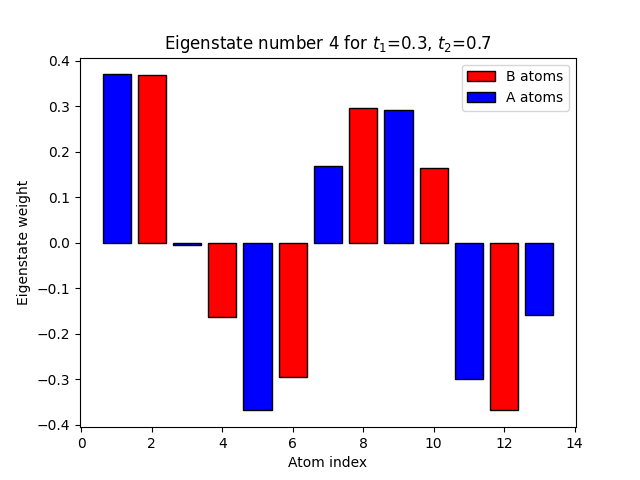 Eigenstate number 4 for t₁=0.3, t₂=0.7
B atoms
A atoms
Eigenstate weight
0.4
0.3
0.2
0.1
0.0
−0.1
−0.2
−0.3
−0.4
0 2 4 6 8 10 12 14
Atom index